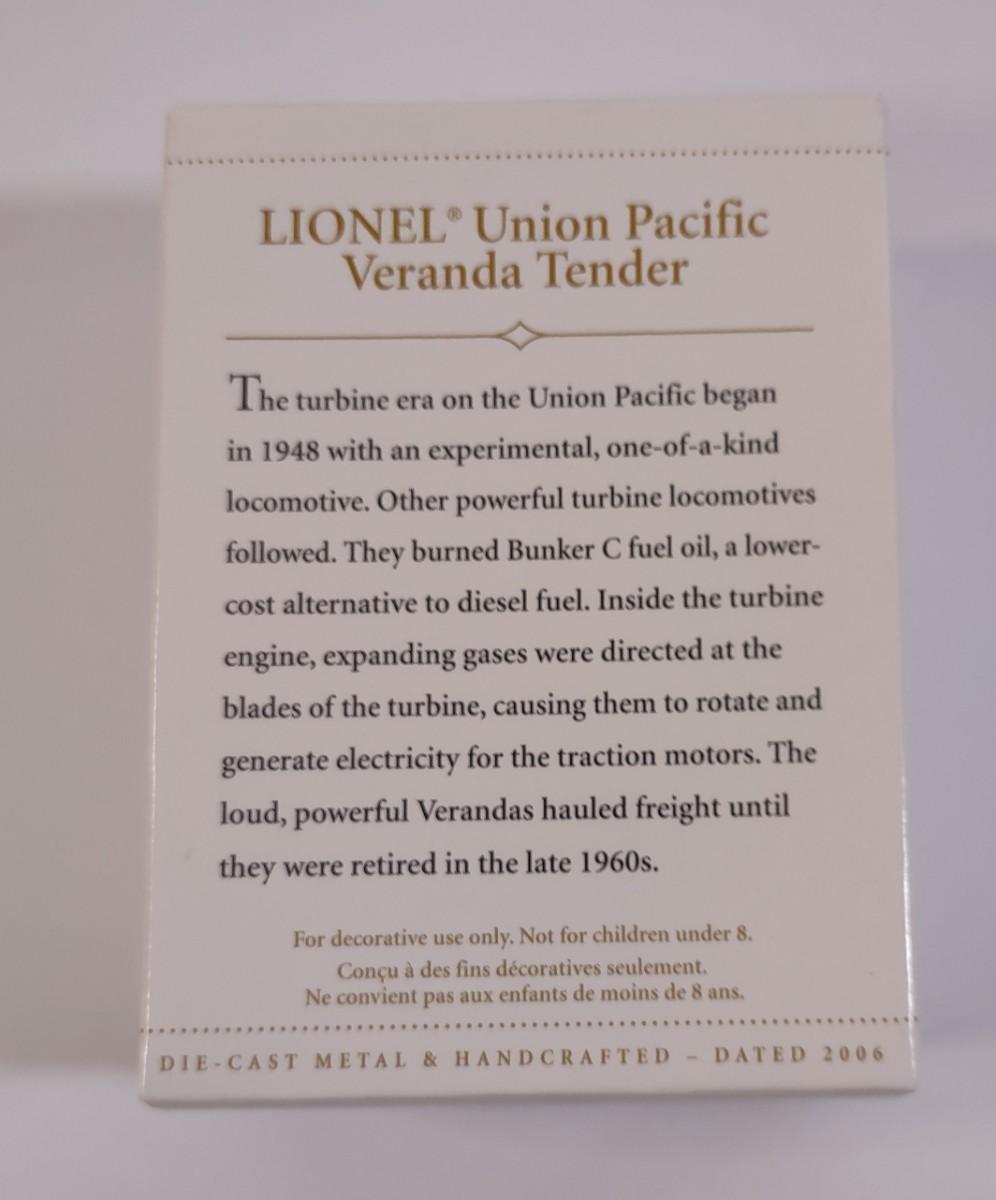 LIONEL® Union Pacific
Veranda Tender
The turbine era on the Union Pacific began
in 1948 with an experimental, one-of-a-kind
locomotive. Other powerful turbine locomotives
followed. They burned Bunker C fuel oil, a lower-
cost alternative to diesel fuel. Inside the turbine
engine, expanding gases were directed at the
blades of the turbine, causing them to rotate and
generate electricity for the traction motors. The
loud, powerful Verandas hauled freight until
they were retired in the late 1960s.
For decorative use only. Not for children under 8.
Conçu à des fins décoratives seulement.
Ne convient pas aux enfants de moins de 8 ans.
DIE-CAST METAL & HANDCRAFTED – DATED 2006